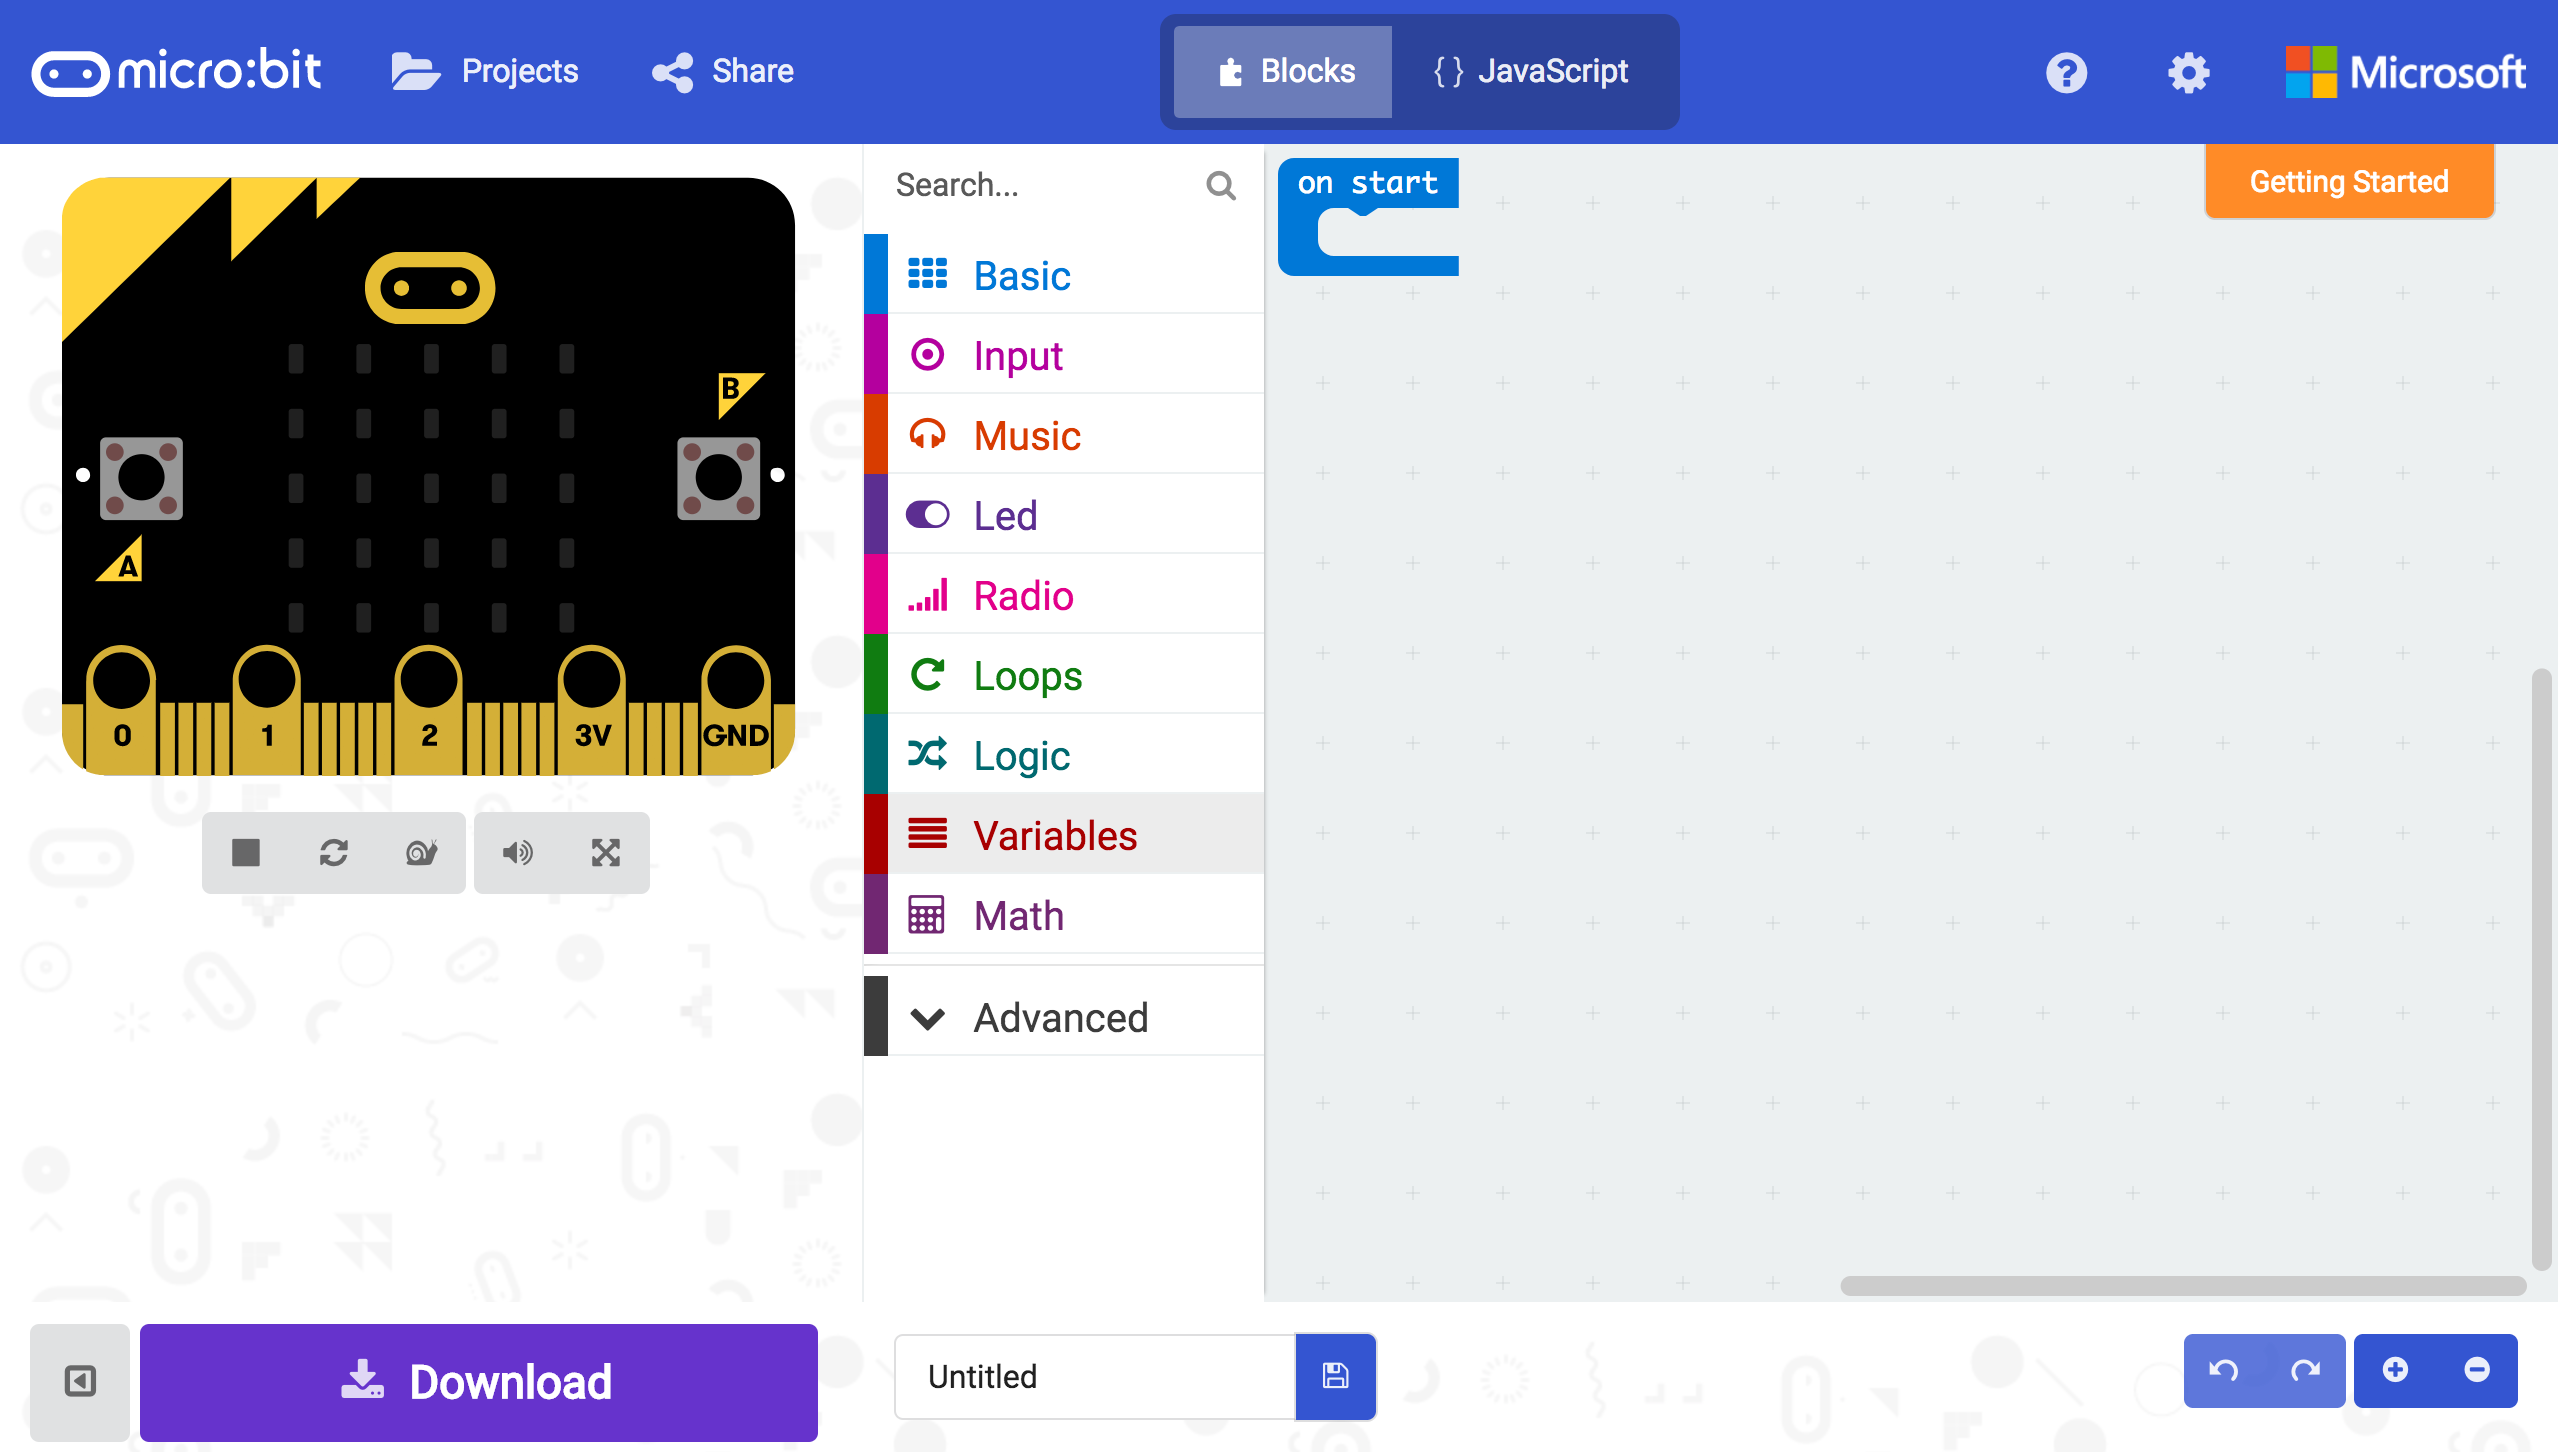 micro:bit
Projects
Share
Blocks
{ } JavaScript
Microsoft
Getting Started
B
A
0
1
2
3V
GND
Search...
Basic
Input
Music
Led
Radio
Loops
Logic
Variables
Math
Advanced
on start
Download
Untitled